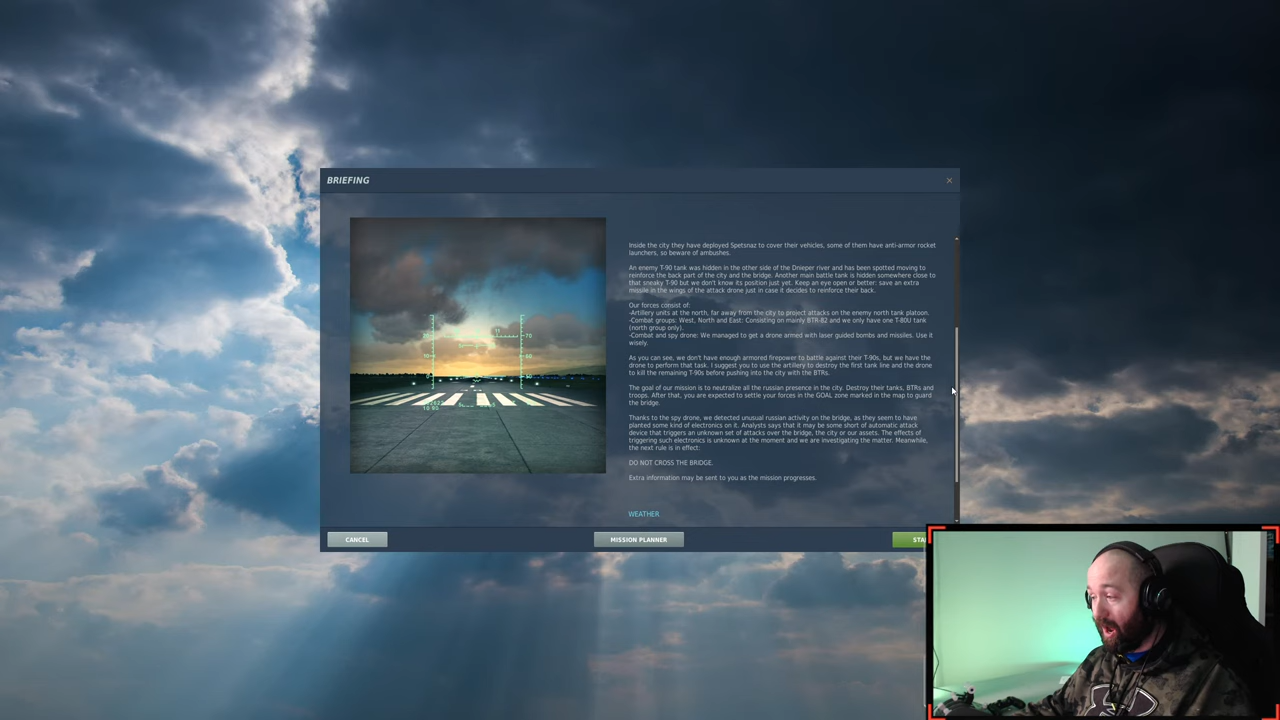 BRIEFING
Inside the city they have deployed Spetsnaz to cover their vehicles, some of them have anti-armor rocket
launchers, so beware of ambushes.
An enemy T-90 tank was hidden in the other side of the Dnieper river and has been spotted moving to
reinforce the back part of the city and the bridge. Another main battle tank is hidden somewhere close to
that sneaky T-90 but we don't know its position just yet. Keep an eye open or better: save an extra
missile in the wings of the attack drone just in case it decides to reinforce their back.
Our forces consist of:
-Artillery units at the north, far away from the city to project attacks on the enemy north tank platoon.
-Combat groups: West, North and East: Consisting on mainly BTR-82 and we only have one T-80U tank
(north group only).
-Combat and spy drone: We managed to get a drone armed with laser guided bombs and missiles. Use it
wisely.
As you can see, we don't have enough armored firepower to battle against their T-90s, but we have the
drone to perform that task. I suggest you to use the artillery to destroy the first tank line and the drone
to kill the remaining T-90s before pushing into the city with the BTRs.
The goal of our mission is to neutralize all the russian presence in the city. Destroy their tanks, BTRs and
troops. After that, you are expected to settle your forces in the GOAL zone marked in the map to guard
the bridge.
Thanks to the spy drone, we detected unusual russian activity on the bridge, as they seem to have
planted some kind of electronics on it. Analysts says that it may be some short of automatic attack
device that triggers an unknown set of attacks over the bridge, the city or our assets. The effects of
triggering such electronics is unknown at the moment and we are investigating the matter. Meanwhile,
the next rule is in effect:
DO NOT CROSS THE BRIDGE.
Extra information may be sent to you as the mission progresses.
WEATHER
CANCEL
MISSION PLANNER
STA